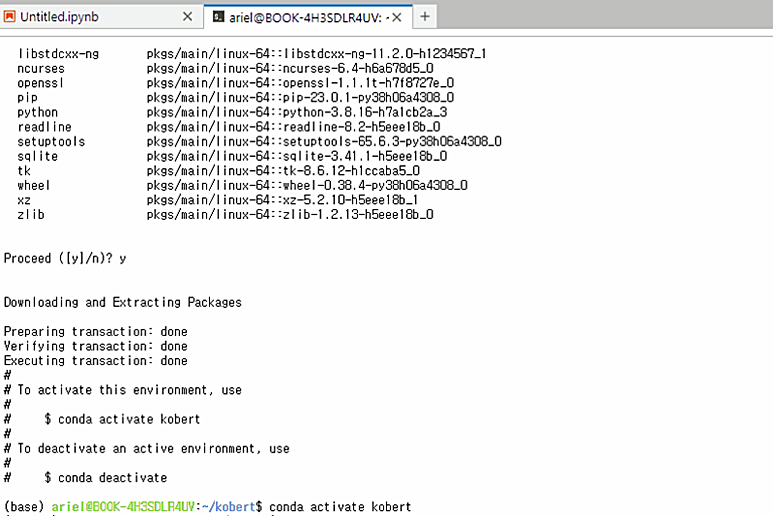 Untitled.ipynb
ariel@BOOK-4H3SDLR4UV: ~
libstdcxx-ng pkgs/main/linux-64::libstdcxx-ng-11.2.0-h1234567_1
ncurses pkgs/main/linux-64::ncurses-6.4-h6a678d5_0
openssl pkgs/main/linux-64::openssl-1.1.1t-h7f8727e_0
pip pkgs/main/linux-64::pip-23.0.1-py38h06a4308_0
python pkgs/main/linux-64::python-3.8.16-h7a1cb2a_3
readline pkgs/main/linux-64::readline-8.2-h5eee18b_0
setuptools pkgs/main/linux-64::setuptools-65.6.3-py38h06a4308_0
sqlite pkgs/main/linux-64::sqlite-3.41.1-h5eee18b_0
tk pkgs/main/linux-64::tk-8.6.12-h1ccaba5_0
wheel pkgs/main/linux-64::wheel-0.38.4-py38h06a4308_0
xz pkgs/main/linux-64::xz-5.2.10-h5eee18b_1
zlib pkgs/main/linux-64::zlib-1.2.13-h5eee18b_0
Proceed ([y]/n)? y
Downloading and Extracting Packages
Preparing transaction: done
Verifying transaction: done
Executing transaction: done
#
# To activate this environment, use
#
# $ conda activate kobert
#
# To deactivate an active environment, use
#
# $ conda deactivate
(base) ariel@BOOK-4H3SDLR4UV:~/kobert$ conda activate kobert